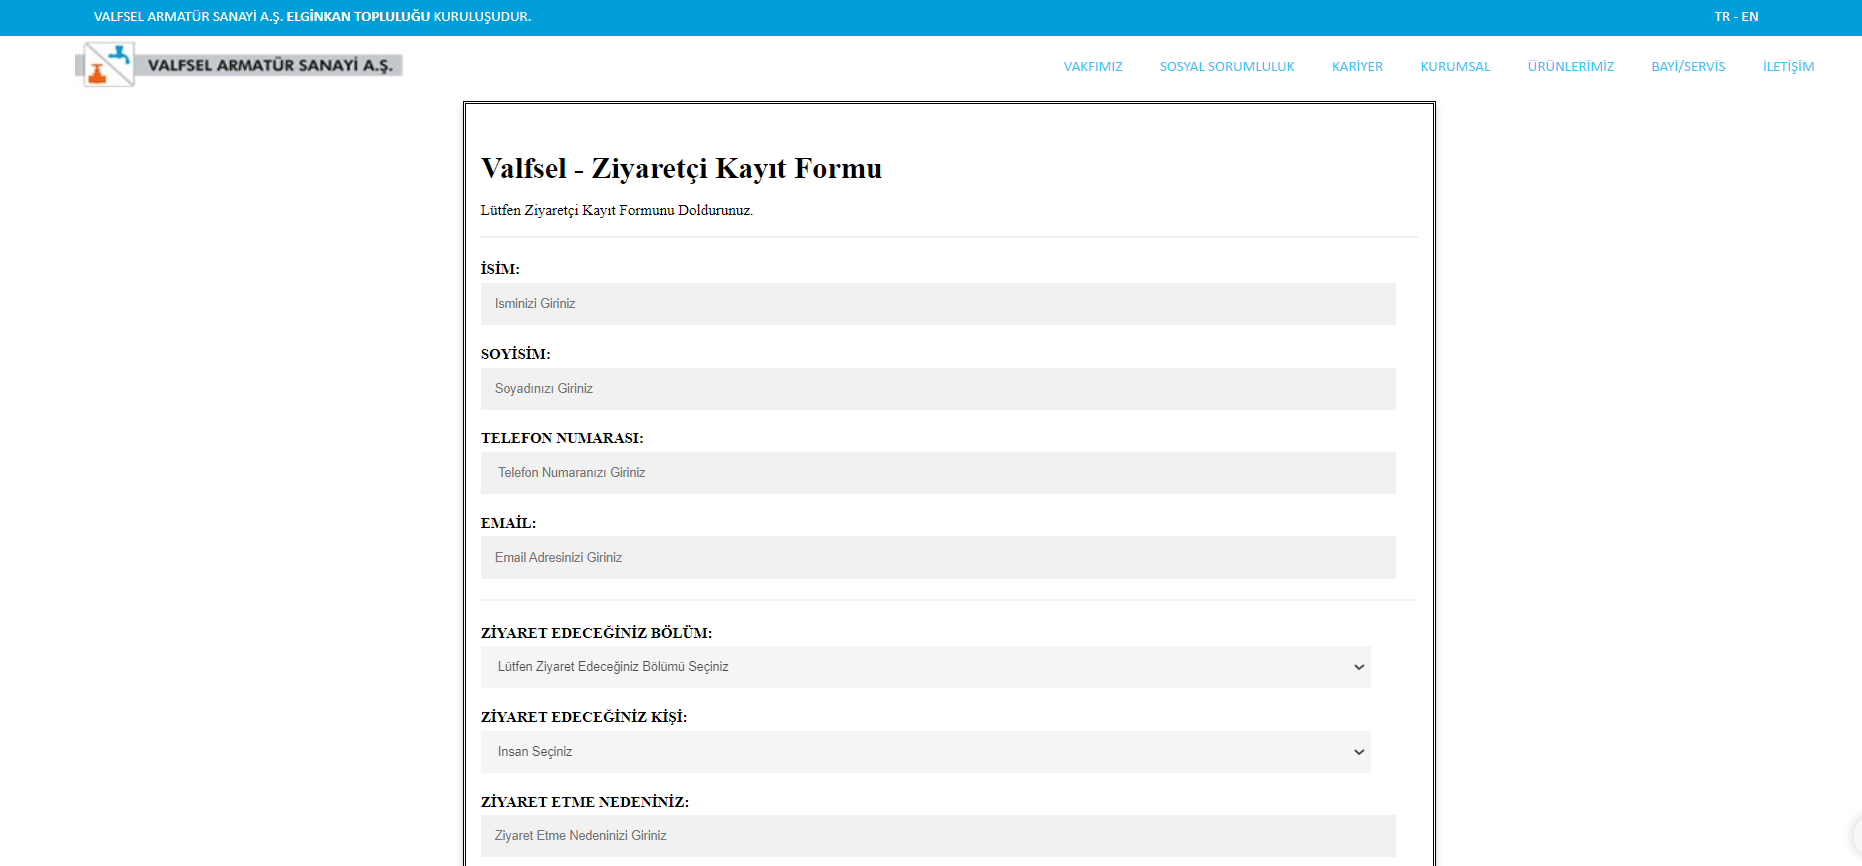 VALFSEL ARMATÜR SANAYİ A.Ş. ELGİNKAN TOPLULUĞU KURULUŞUDUR.
TR - EN
VALFSEL ARMATÜR SANAYİ A.Ş.
VAKFIMIZ SOSYAL SORUMLULUK KARİYER KURUMSAL ÜRÜNLERİMİZ BAYİ/SERVİS İLETİŞİM
Valfsel - Ziyaretçi Kayıt Formu
Lütfen Ziyaretçi Kayıt Formunu Doldurunuz.
İSİM:
Isminizi Giriniz
SOYİSİM:
Soyadınızı Giriniz
TELEFON NUMARASI:
Telefon Numaranızı Giriniz
EMAİL:
Email Adresinizi Giriniz
ZİYARET EDECEĞİNİZ BÖLÜM:
Lütfen Ziyaret Edeceğiniz Bölümü Seçiniz
ZİYARET EDECEĞİNİZ KİŞİ:
Insan Seçiniz
ZİYARET ETME NEDENİNİZ:
Ziyaret Etme Nedeninizi Giriniz